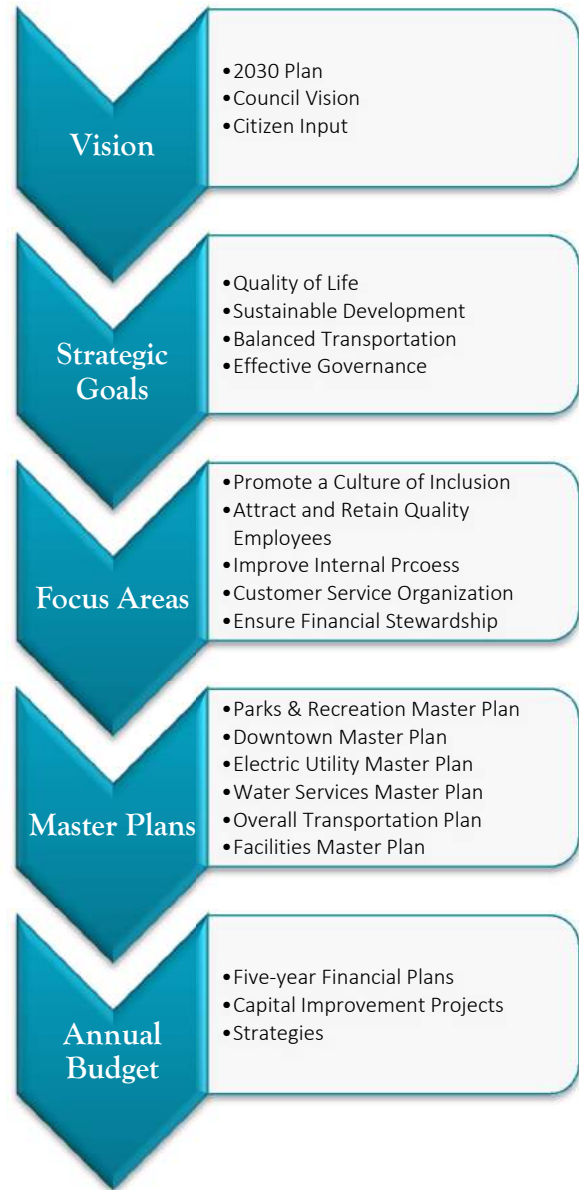 Vision
•2030 Plan
•Council Vision
•Citizen Input
Strategic
Goals
•Quality of Life
•Sustainable Development
•Balanced Transportation
•Effective Governance
Focus Areas
•Promote a Culture of Inclusion
•Attract and Retain Quality
Employees
•Improve Internal Prcoess
•Customer Service Organization
•Ensure Financial Stewardship
Master Plans
•Parks & Recreation Master Plan
•Downtown Master Plan
•Electric Utility Master Plan
•Water Services Master Plan
•Overall Transportation Plan
•Facilities Master Plan
Annual
Budget
•Five-year Financial Plans
•Capital Improvement Projects
•Strategies